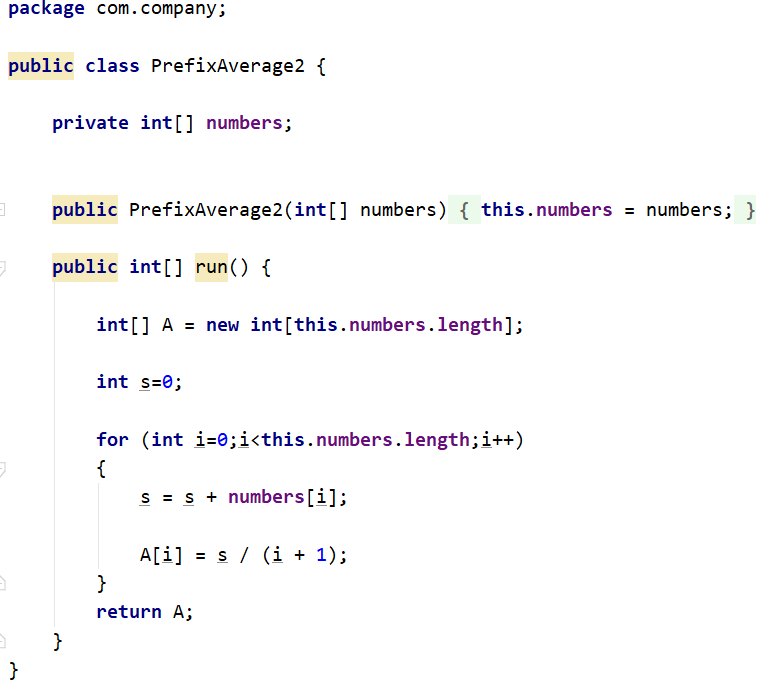 package com.company;
public class PrefixAverage2 {
private int[] numbers;
public PrefixAverage2(int[] numbers) { this.numbers = numbers; }
public int[] run() {
int[] A = new int[this.numbers.length];
int s=0;
for (int i=0;i<this.numbers.length;i++)
{
s = s + numbers[i];
A[i] = s / (i + 1);
}
return A;
}
}